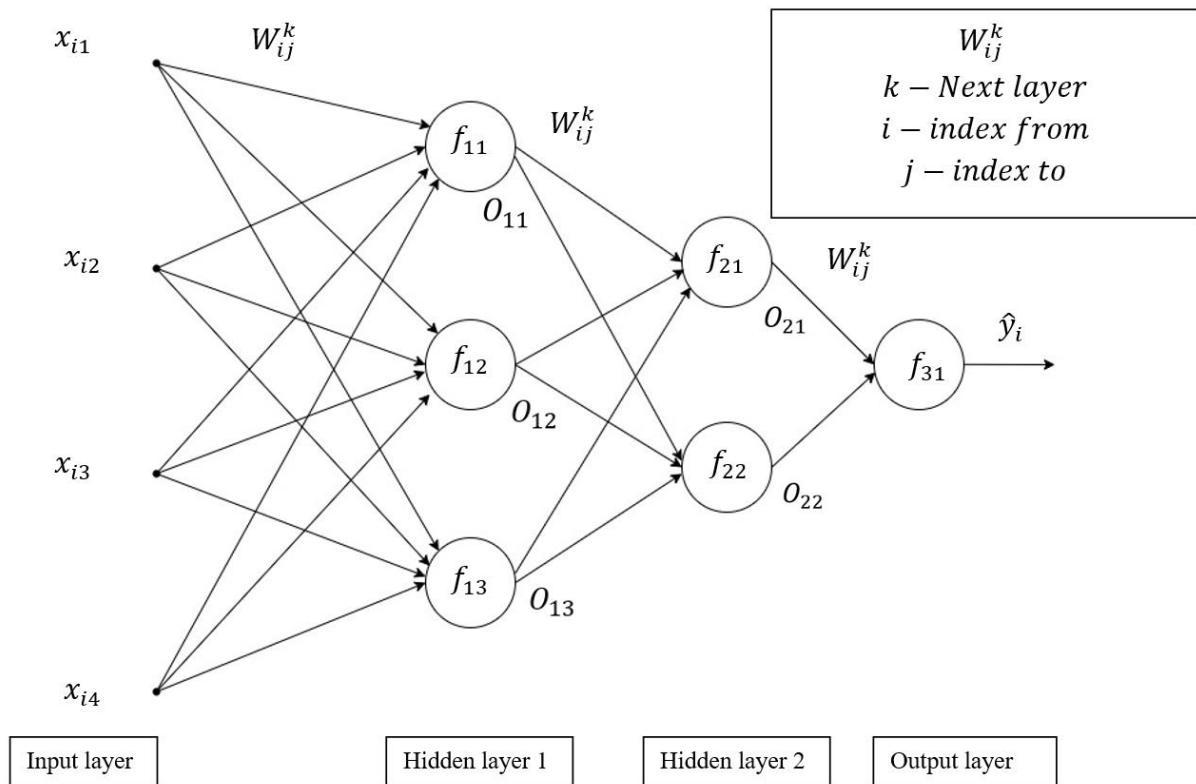 x_{i1}
W_{ij}^k
W_{ij}^k
k − Next layer
i − index from
j − index to
f_{11}
W_{ij}^k
O_{11}
x_{i2}
f_{21}
W_{ij}^k
O_{21}
ŷ_i
f_{12}
f_{31}
O_{12}
x_{i3}
f_{22}
O_{22}
f_{13}
O_{13}
x_{i4}
Input layer
Hidden layer 1
Hidden layer 2
Output layer